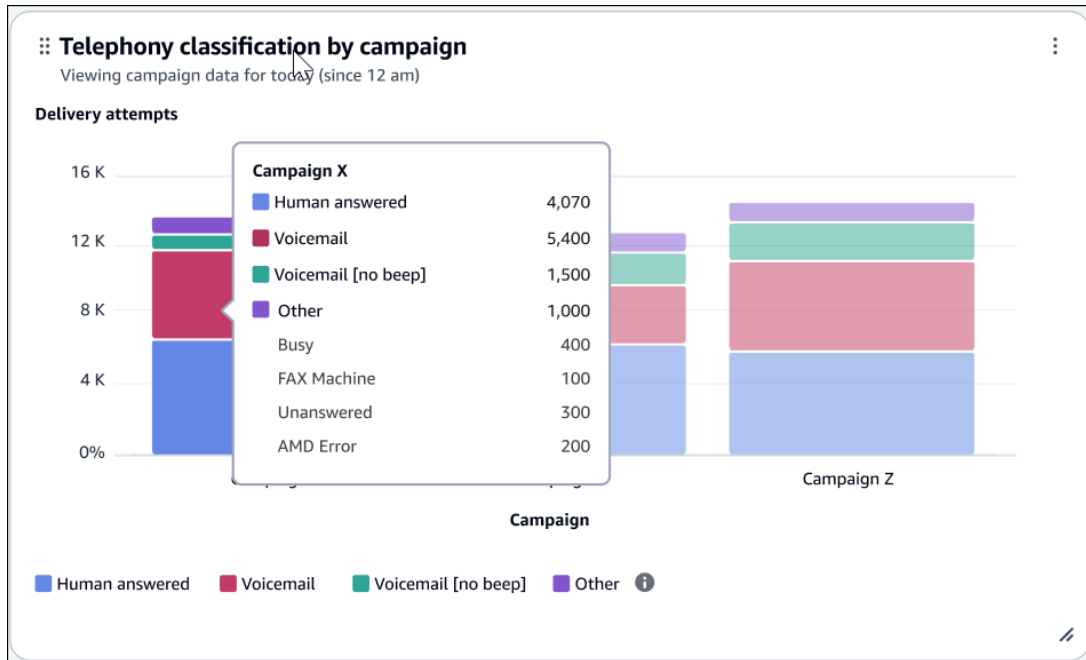 Telephony classification by campaign
Viewing campaign data for today (since 12 am)
Delivery attempts
16 K
12 K
8 K
4 K
0%
Campaign X
Human answered 4,070
Voicemail 5,400
Voicemail [no beep] 1,500
Other 1,000
Busy 400
FAX Machine 100
Unanswered 300
AMD Error 200
Campaign Z
Campaign
Human answered Voicemail Voicemail [no beep] Other